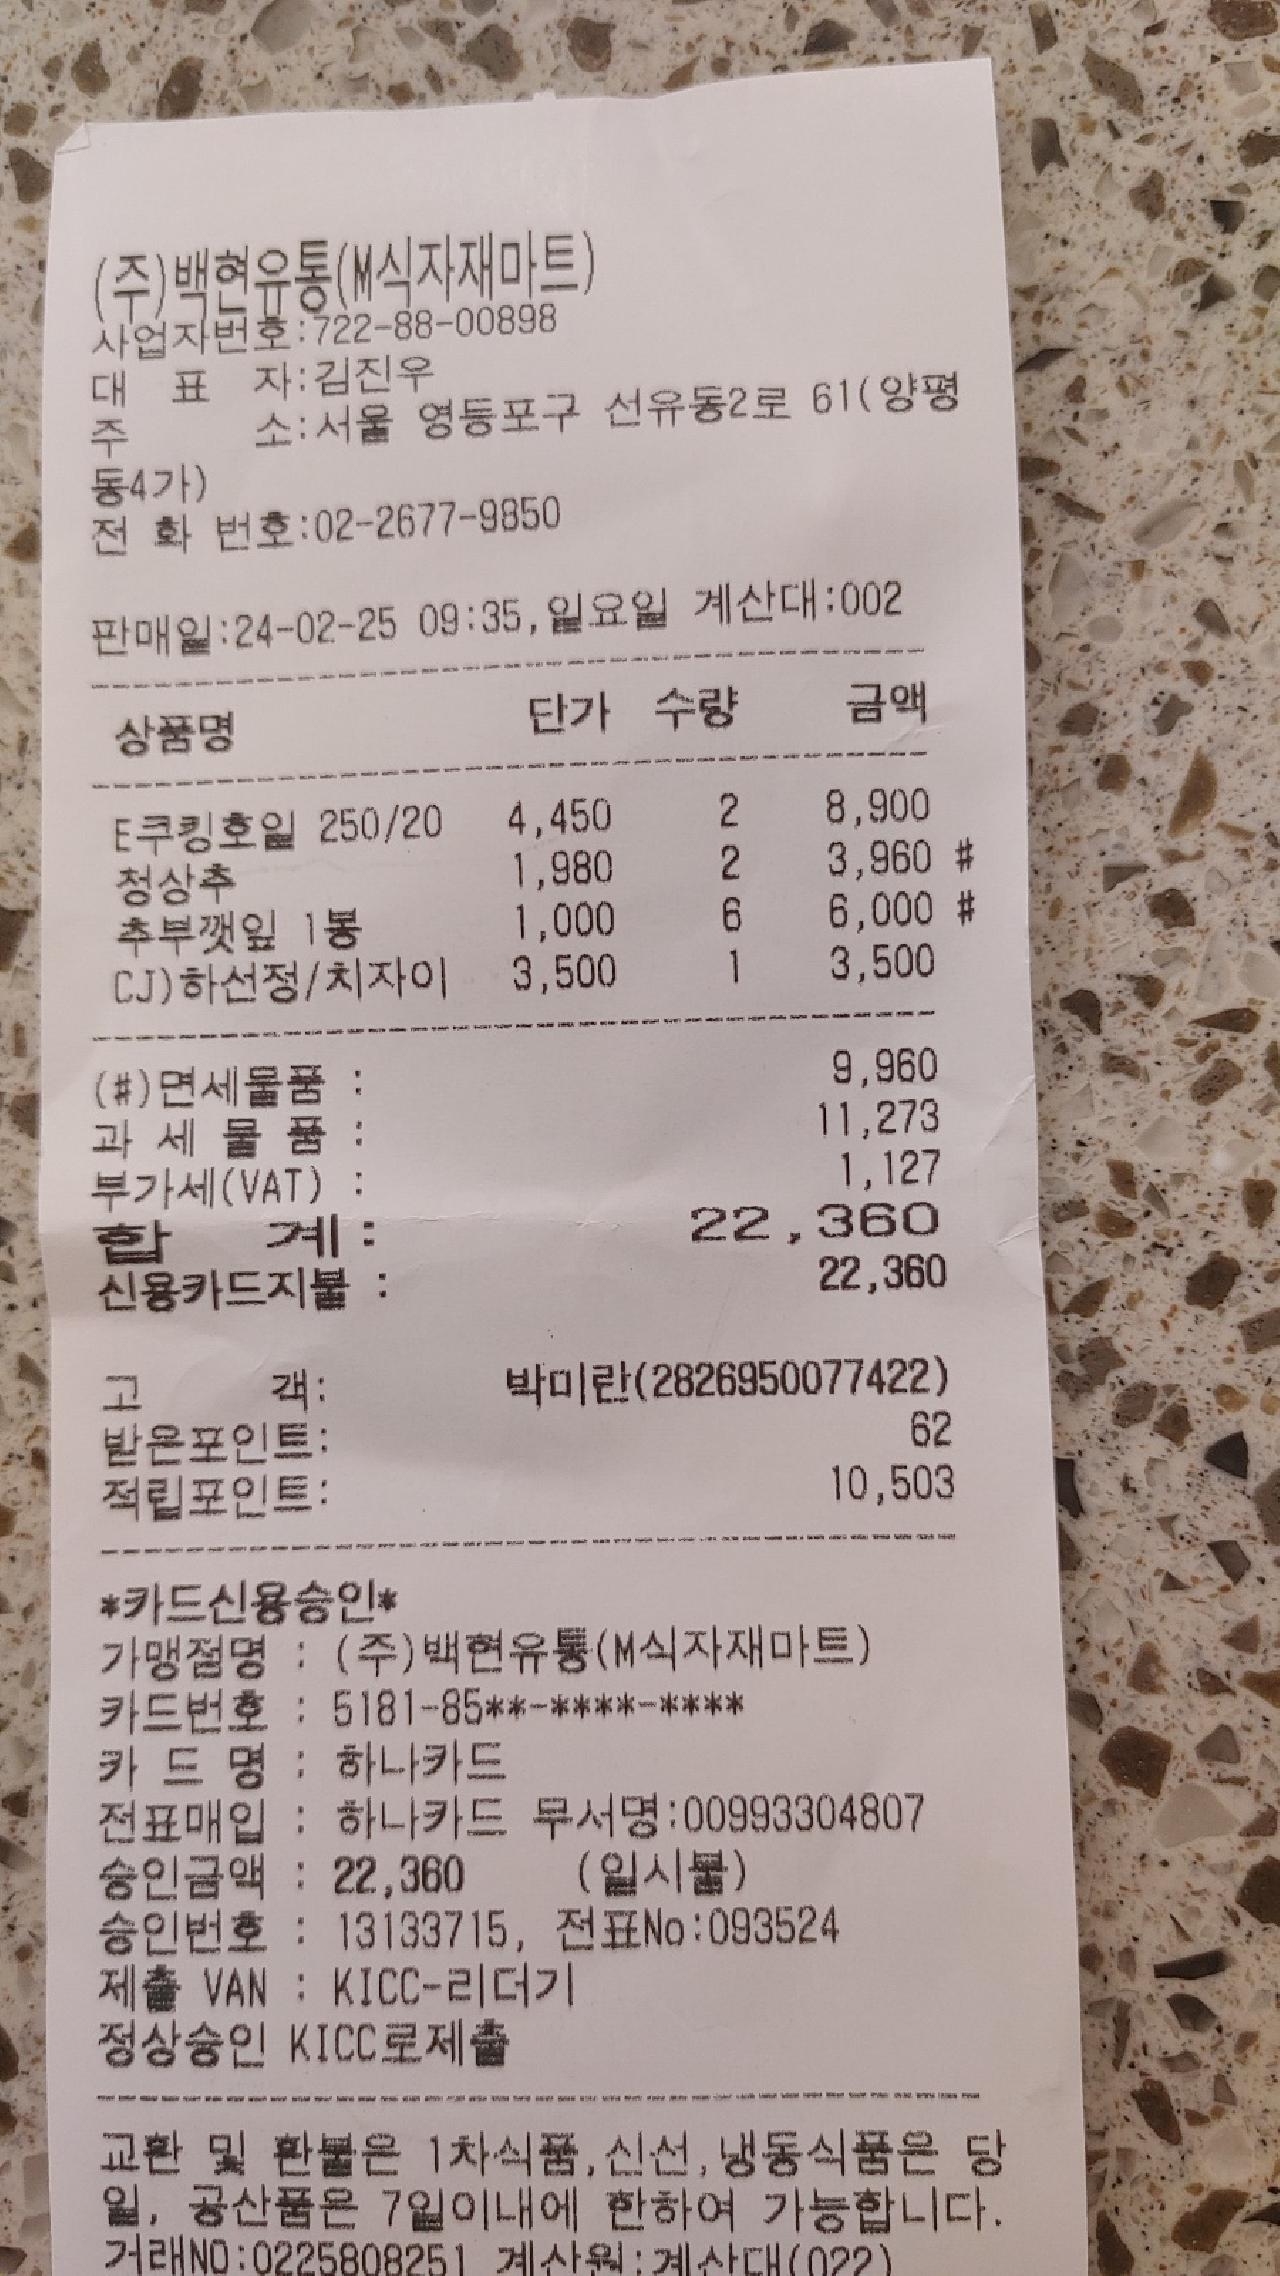 (주)백현유통(M식자재마트)
사업자번호:722-88-00898
대 표 자:김진우
주 소:서울 영등포구 선유동2로 61(양평
동4가)
전 화 번호:02-2677-9850
판매일:24-02-25 09:35,일요일 계산대:002
상품명 단가 수량 금액
E쿠킹호일 250/20 4,450 2 8,900
청상추 1,980 2 3,960 #
추부깻잎 1봉 1,000 6 6,000 #
CJ)하선정/치자이 3,500 1 3,500
(#)면세물품 : 9,960
과 세 물 품 : 11,273
부가세(VAT) : 1,127
합 계: 22,360
신용카드지불 : 22,360
고 객: 박미란(2826950077422)
받은포인트: 62
적립포인트: 10,503
*카드신용승인*
가맹점명 : (주)백현유통(M식자재마트)
카드번호 : 5181-85**-****-****
카 드 명 : 하나카드
전표매입 : 하나카드 무서명:00993304807
승인금액 : 22,360 (일시불)
승인번호 : 13133715, 전표No:093524
제출 VAN : KICC-리더기
정상승인 KICC로제출
교환 및 환불은 1차식품,신선,냉동식품은 당
일, 공산품은 7일이내에 한하여 가능합니다.
거래NO:0225808251 계산원:계산대(022)